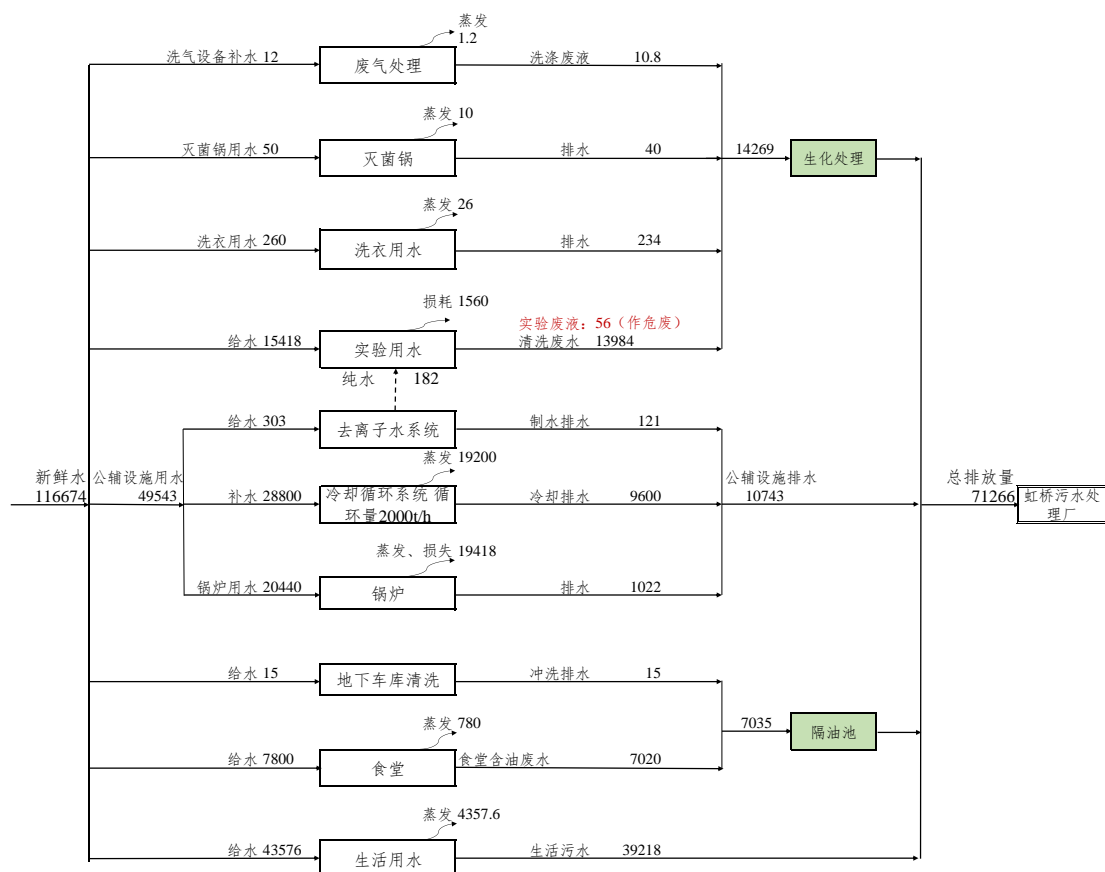 蒸发
1.2
洗气设备补水 12
废气处理
洗涤废液 10.8
蒸发 10
灭菌锅用水 50
灭菌锅
排水 40
14269
生化处理
蒸发 26
洗衣用水 260
洗衣用水
排水 234
损耗 1560
给水 15418
实验用水
实验废液：56（作危废）
清洗废水 13984
纯水 182
给水 303
去离子水系统
制水排水 121
蒸发 19200
新鲜水
116674
公辅设施用水
49543
补水 28800
冷却循环系统 循
环量2000t/h
冷却排水 9600
公辅设施排水
10743
总排放量
71266
虹桥污水处
理厂
蒸发、损失 19418
锅炉用水 20440
锅炉
排水 1022
给水 15
地下车库清洗
冲洗排水 15
7035
隔油池
蒸发 780
给水 7800
食堂
食堂含油废水 7020
蒸发 4357.6
给水 43576
生活用水
生活污水 39218